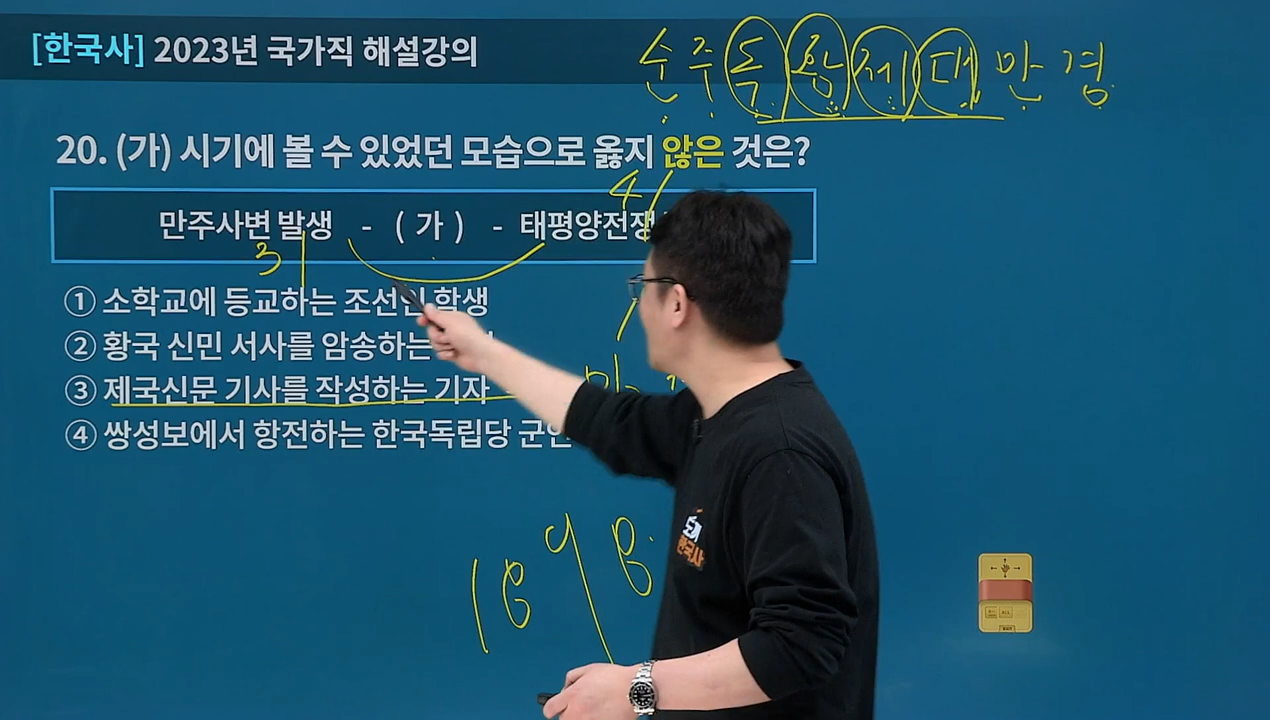 [한국사] 2023년 국가직 해설강의
순주독황제대만경
20. (가) 시기에 볼 수 있었던 모습으로 옳지 않은 것은?
4
만주사변 발생 - ( 가 ) - 태평양전쟁
31
① 소학교에 등교하는 조선인 학생
② 황국 신민 서사를 암송하는
③ 제국신문 기사를 작성하는 기자
④ 쌍성보에서 항전하는 한국독립당 군인
1898
한국사